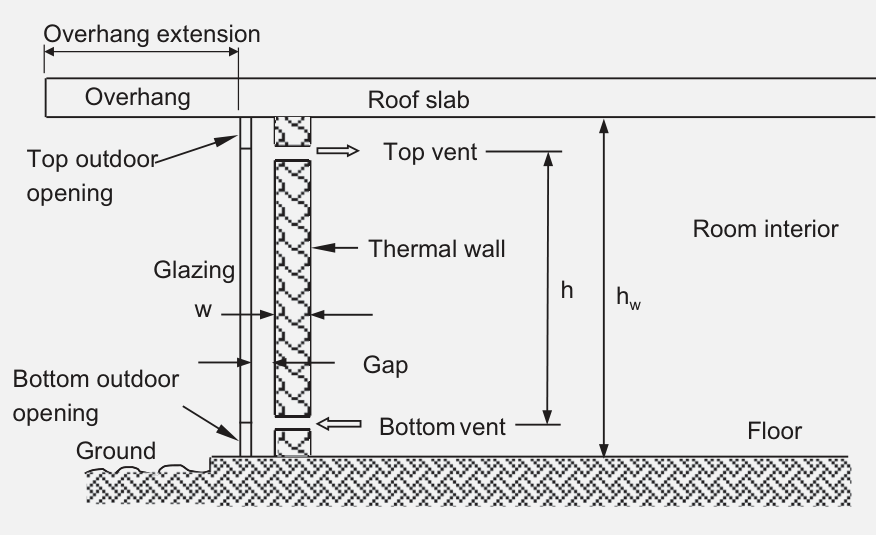 Overhang extension
Overhang
Roof slab
Top outdoor
opening
Top vent
Room interior
Thermal wall
Glazing
h
h_w
w
Gap
Bottom outdoor
opening
Bottom vent
Floor
Ground